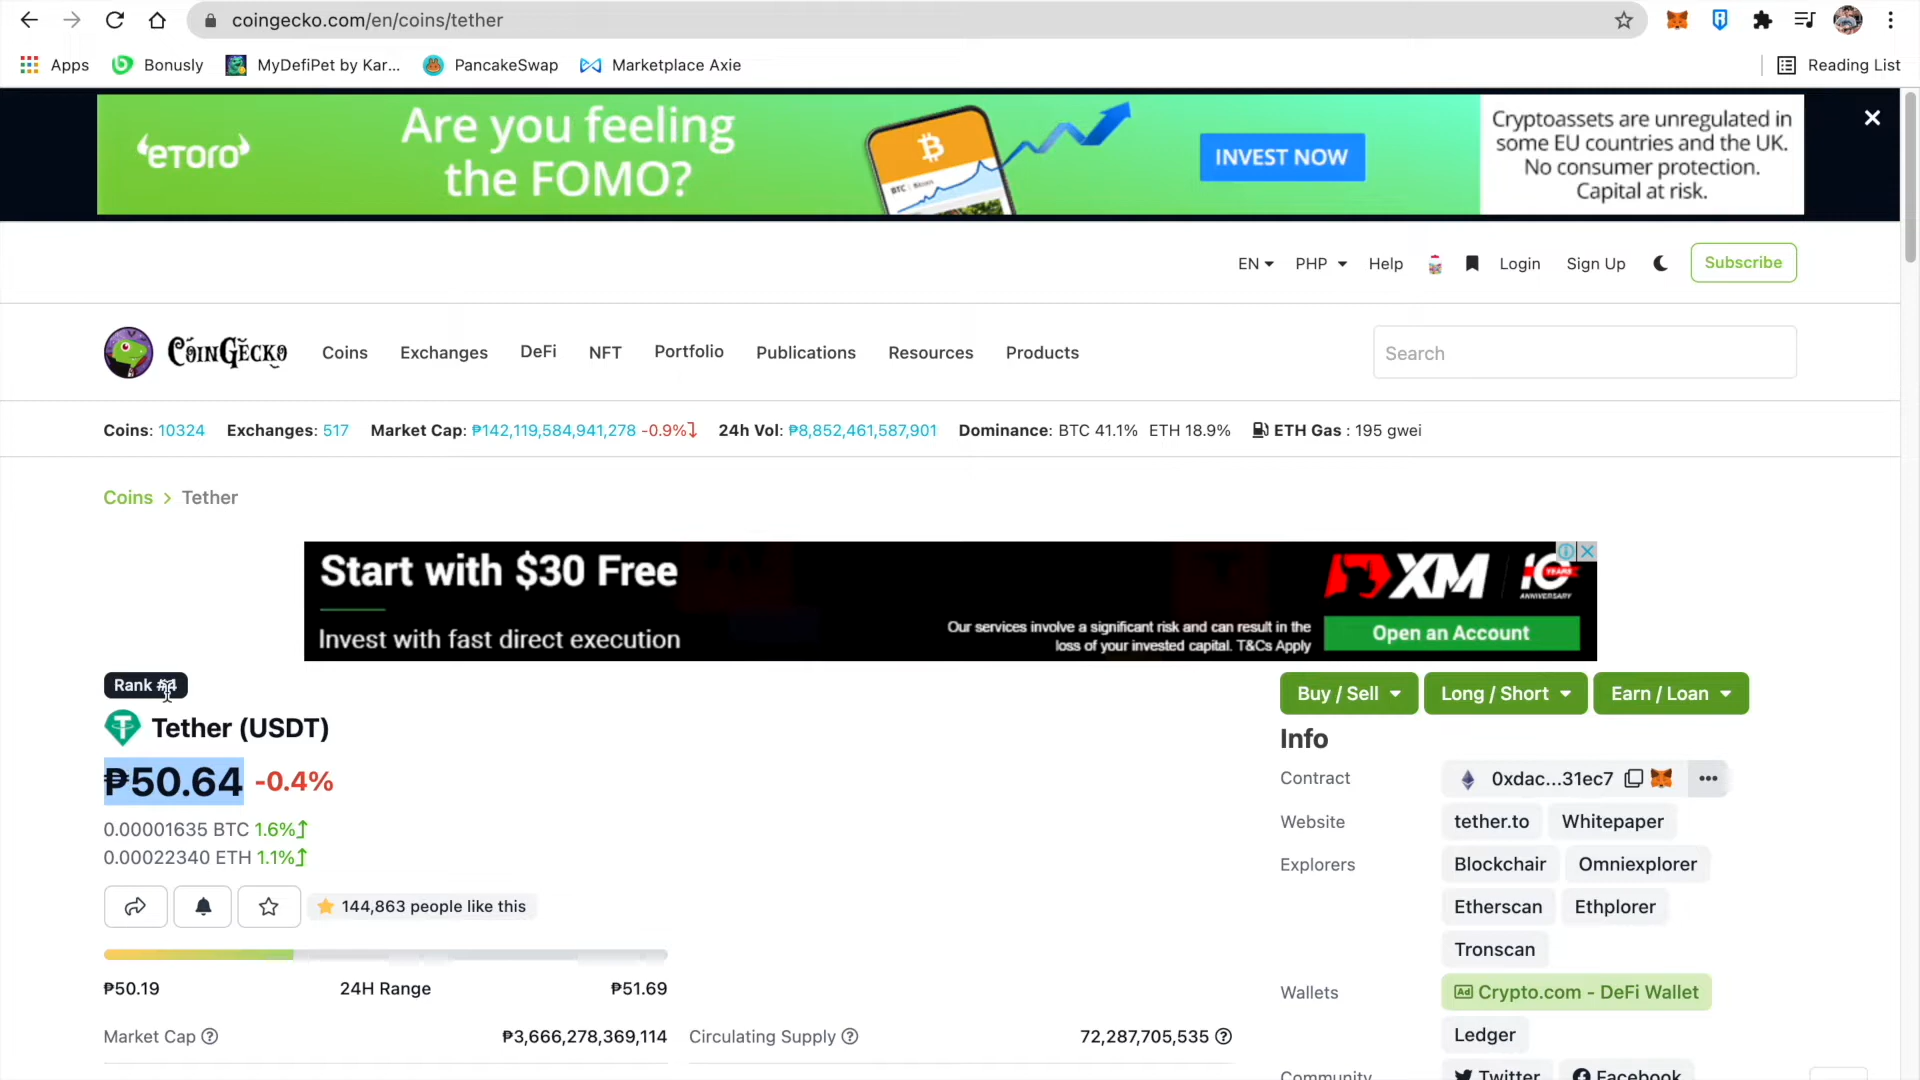 coingecko.com/en/coins/tether
Apps Bonusly MyDefiPet by Kar... PancakeSwap Marketplace Axie Reading List
eToro
Are you feeling
the FOMO?
BTC
INVEST NOW
Cryptoassets are unregulated in
some EU countries and the UK.
No consumer protection.
Capital at risk.
EN PHP Help Login Sign Up Subscribe
CoinGecko Coins Exchanges DeFi NFT Portfolio Publications Resources Products Search
Coins: 10324 Exchanges: 517 Market Cap: ₱142,119,584,941,278 -0.9% 24h Vol: ₱8,852,461,587,901 Dominance: BTC 41.1% ETH 18.9% ETH Gas : 195 gwei
Coins > Tether
Start with $30 Free
Invest with fast direct execution
Our services involve a significant risk and can result in the
loss of your invested capital. T&Cs Apply
XM 10 YEARS
ANNIVERSARY
Open an Account
Rank #4
Buy / Sell Long / Short Earn / Loan
Tether (USDT)
₱50.64 -0.4%
0.00001635 BTC 1.6%
0.00022340 ETH 1.1%
144,863 people like this
₱50.19 24H Range ₱51.69
Market Cap ₱3,666,278,369,114 Circulating Supply 72,287,705,535
Info
Contract 0xdac...31ec7
Website tether.to Whitepaper
Explorers Blockchair Omniexplorer
Etherscan Ethplorer
Tronscan
Wallets Ad Crypto.com - DeFi Wallet
Ledger
Community Twitter Facebook